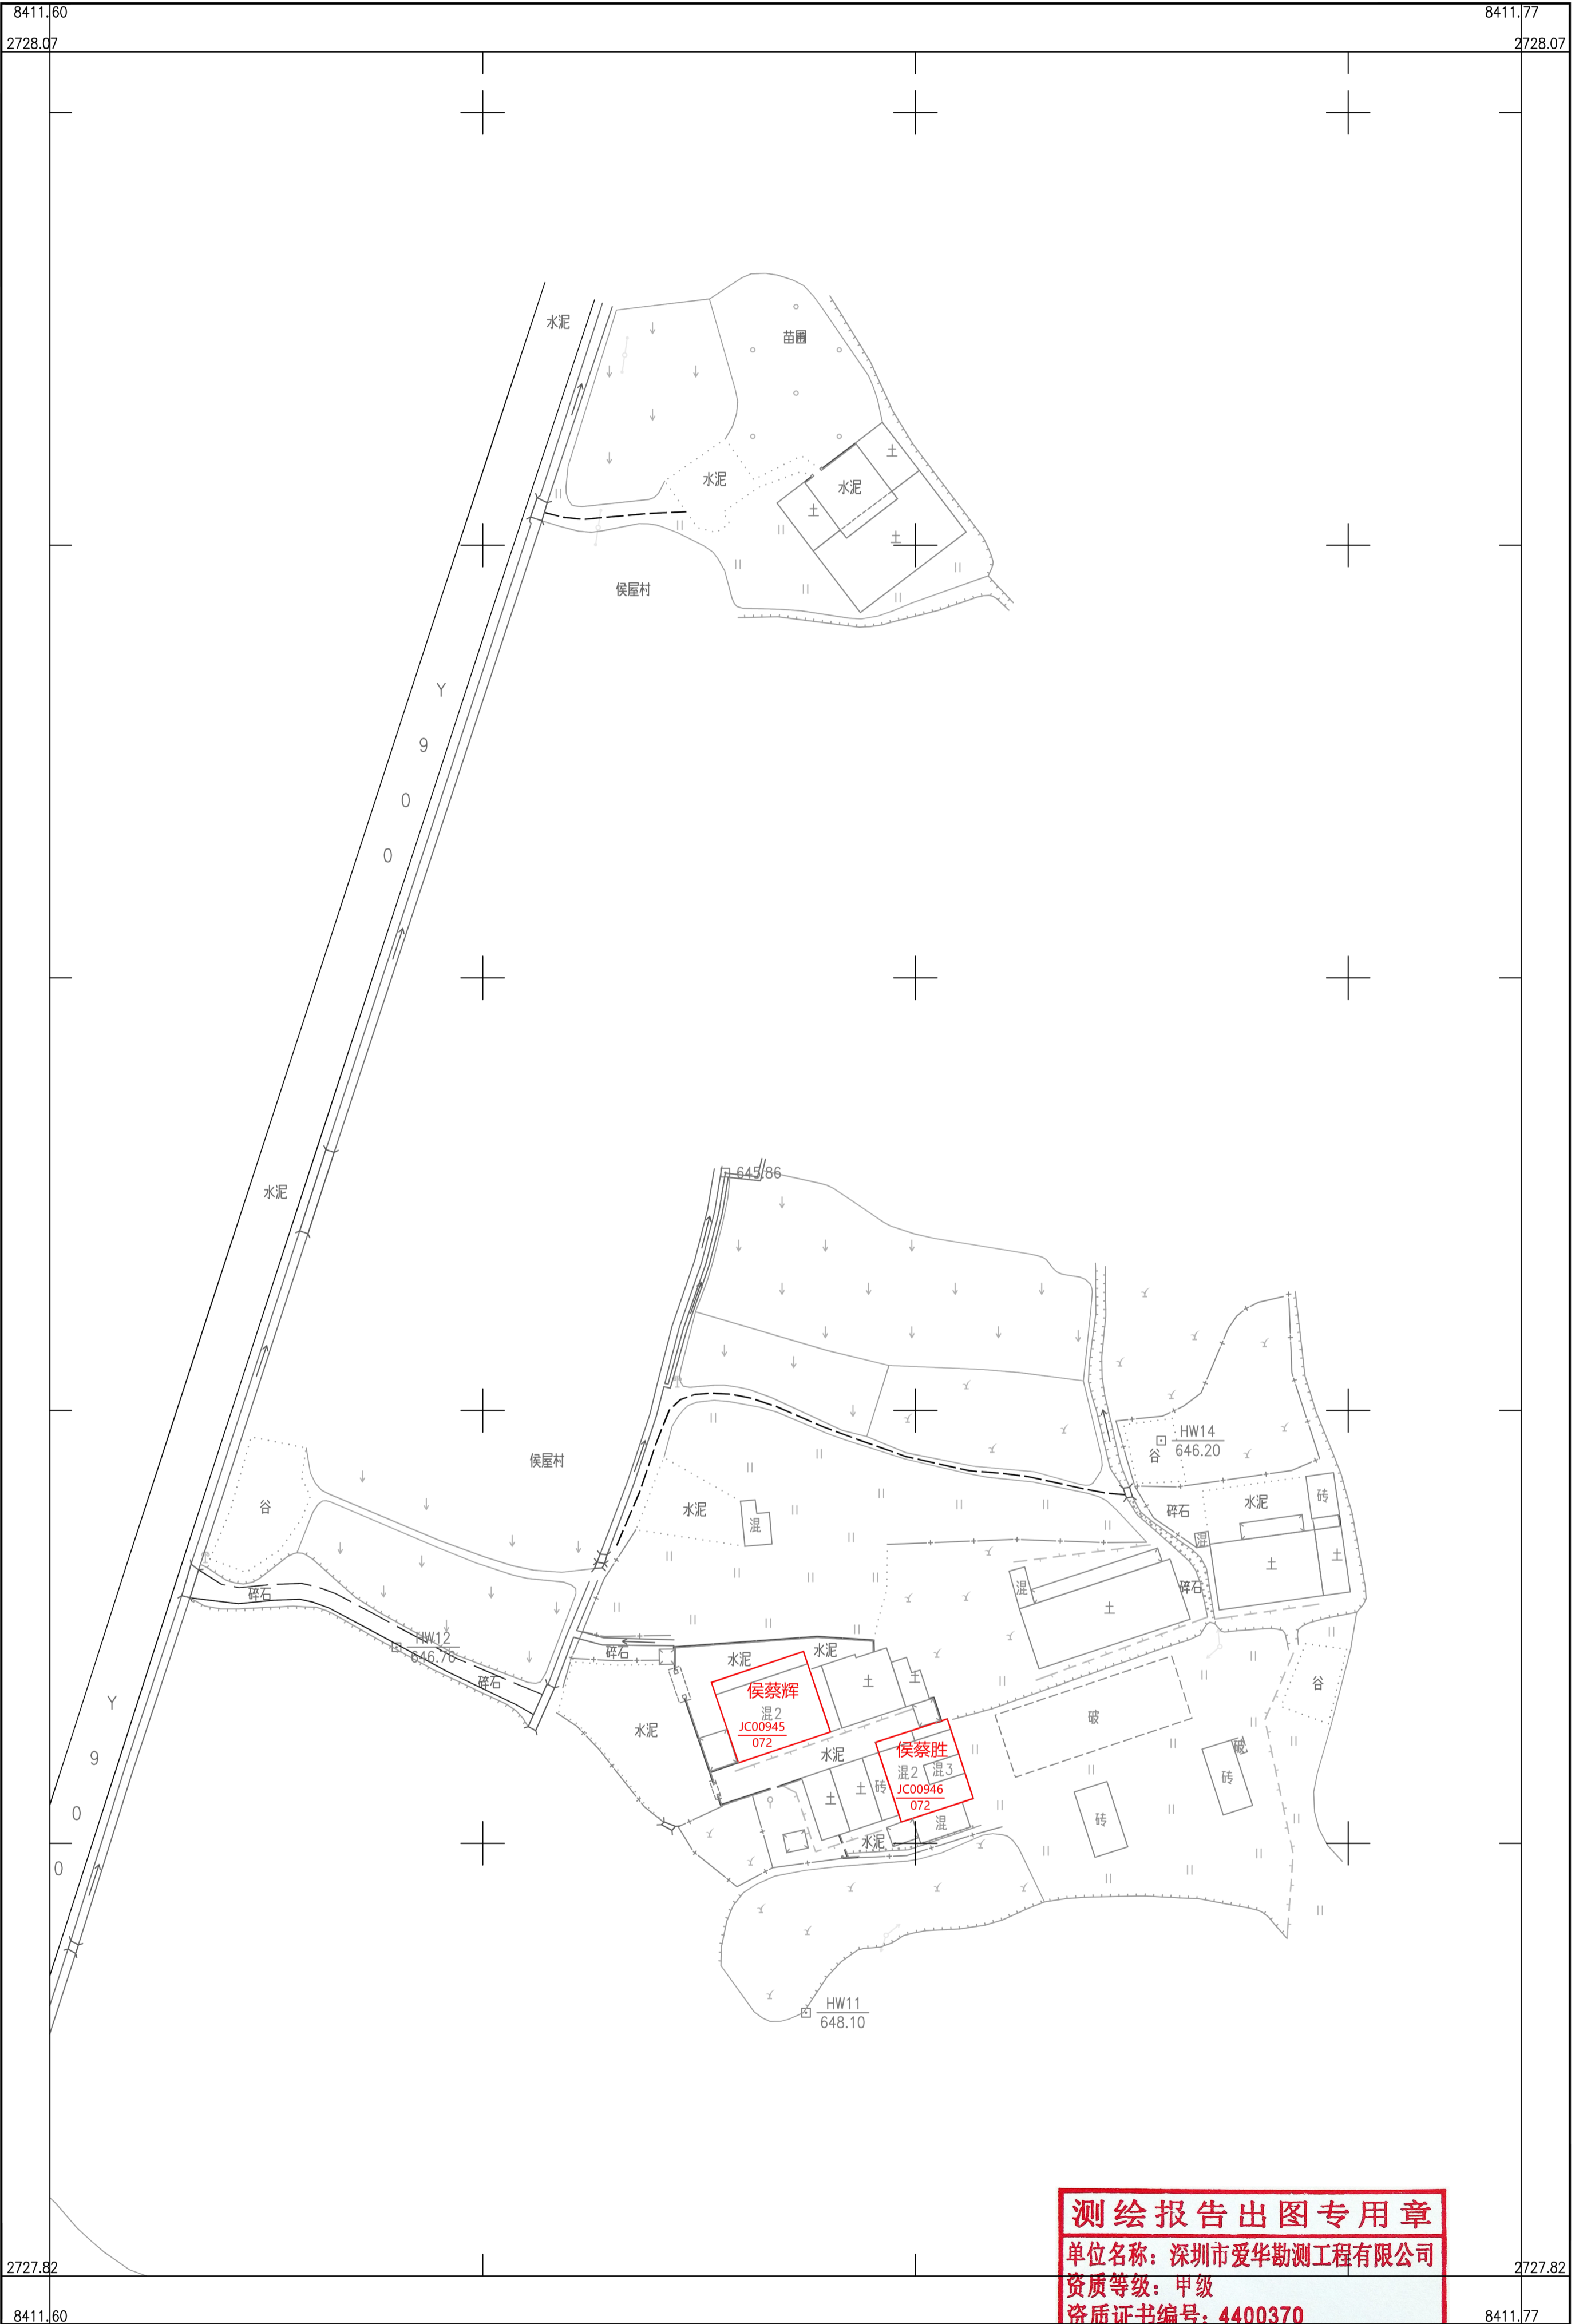 8411.60
8411.77
2728.07
2728.07
水泥
苗圃
土
水泥
水泥
土
土
侯屋村
Y
9
0
0
水泥
645.86
HW14
646.20
谷
侯屋村
谷
水泥
混
碎石
水泥
砖
混
土
土
碎石
碎石
混
土
HW12
646.76
碎石
碎石
水泥
水泥
土
土
谷
侯蔡辉
混2
JC00945
072
水泥
破
Y
9
0
0
水泥
侯蔡胜
混2
混3
JC00946
072
土
土
砖
混
水泥
砖
砖
破
HW11
648.10
测绘报告出图专用章
单位名称：深圳市爱华勘测工程有限公司
资质等级：甲级
资质证书编号：4400370
2727.82
2727.82
8411.60
8411.77